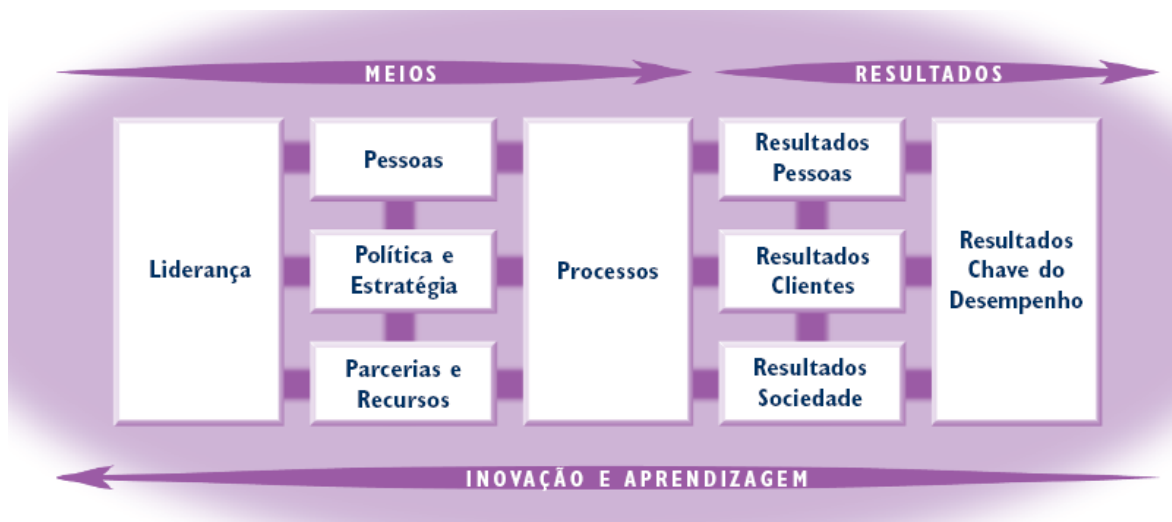 MEIOS
RESULTADOS
Liderança
Pessoas
Política e
Estratégia
Parcerias e
Recursos
Processos
Resultados
Pessoas
Resultados
Clientes
Resultados
Sociedade
Resultados
Chave do
Desempenho
INOVAÇÃO E APRENDIZAGEM